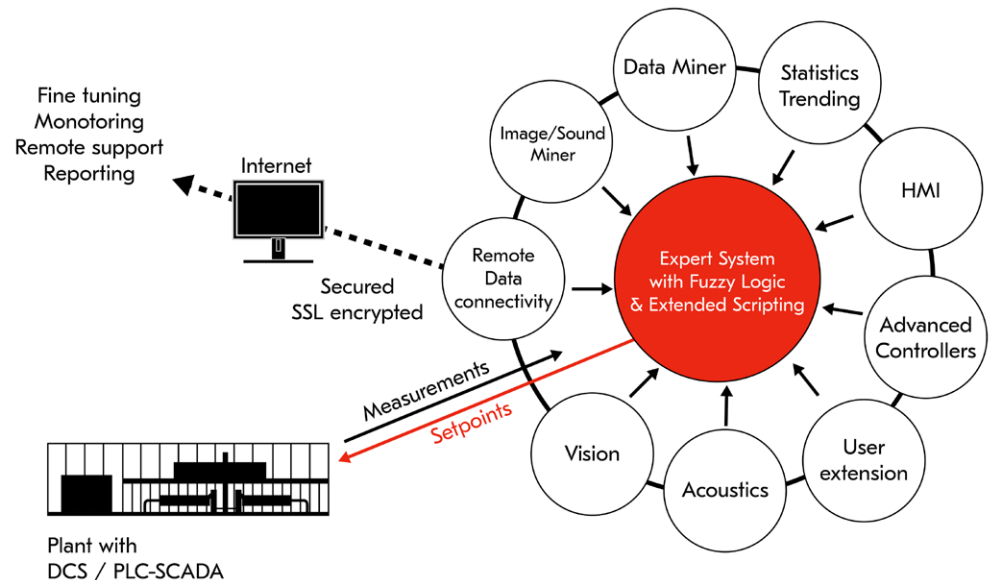 Fine tuning
Monotoring
Remote support
Reporting
Internet
Secured
SSL encrypted
Data Miner
Statistics
Trending
Image/Sound
Miner
HMI
Remote
Data
connectivity
Expert System
with Fuzzy Logic
& Extended Scripting
Advanced
Controllers
Measurements
Setpoints
Vision
Acoustics
User
extension
Plant with
DCS / PLC-SCADA